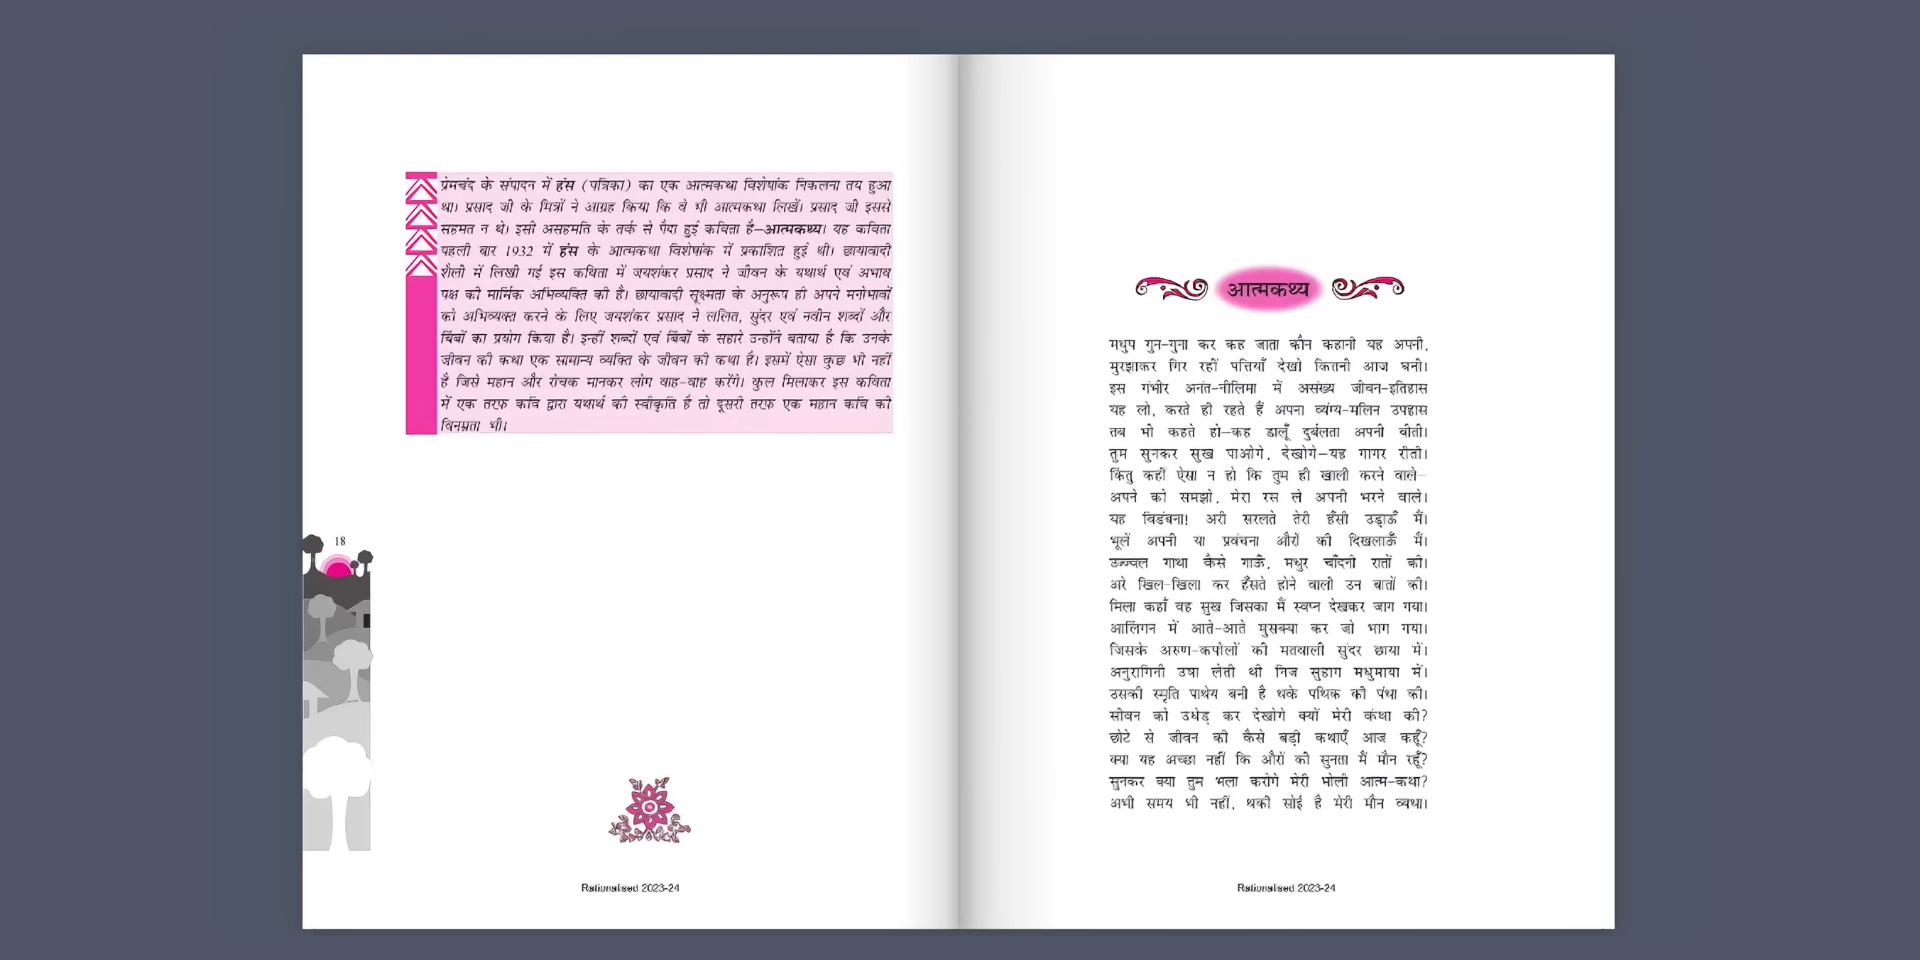 प्रेमचंद के संपादन में हंस (पत्रिका) का एक आत्मकथा विशेषांक निकलना तय हुआ
था। प्रसाद जी के मित्रों ने आग्रह किया कि वे भी आत्मकथा लिखें। प्रसाद जी इससे
सहमत न थे। इसी असहमति के तर्क से पैदा हुई कविता है–आत्मकथ्य। यह कविता
पहली बार 1932 में हंस के आत्मकथा विशेषांक में प्रकाशित हुई थी। छायावादी
शैली में लिखी गई इस कविता में जयशंकर प्रसाद ने जीवन के यथार्थ एवं अभाव
पक्ष की मार्मिक अभिव्यक्ति की है। छायावादी सूक्ष्मता के अनुरूप ही अपने मनोभावों
को अभिव्यक्त करने के लिए जयशंकर प्रसाद ने ललित, सुंदर एवं नवीन शब्दों और
बिंबों का प्रयोग किया है। इन्हीं शब्दों एवं बिंबों के सहारे उन्होंने बताया है कि उनके
जीवन की कथा एक सामान्य व्यक्ति के जीवन की कथा है। इसमें ऐसा कुछ भी नहीं
है जिसे महान और रोचक मानकर लोग वाह-वाह करेंगे। कुल मिलाकर इस कविता
में एक तरफ़ कवि द्वारा यथार्थ की स्वीकृति है तो दूसरी तरफ़ एक महान कवि की
विनम्रता भी।
18
Rationalised 2023-24
आत्मकथ्य
मधुप गुन-गुना कर कह जाता कौन कहानी यह अपनी,
मुरझाकर गिर रहीं पत्तियाँ देखो कितनी आज घनी।
इस गंभीर अनंत-नीलिमा में असंख्य जीवन-इतिहास
यह लो, करते ही रहते हैं अपना व्यंग्य-मलिन उपहास
तब भी कहते हो–कह डालूँ दुर्बलता अपनी बीती।
तुम सुनकर सुख पाओगे, देखोगे–यह गागर रीती।
किंतु कहीं ऐसा न हो कि तुम ही खाली करने वाले–
अपने को समझो, मेरा रस ले अपनी भरने वाले।
यह विडंबना! अरी सरलते तेरी हँसी उड़ाऊँ मैं।
भूलें अपनी या प्रवंचना औरों की दिखलाऊँ मैं।
उज्ज्वल गाथा कैसे गाऊँ, मधुर चाँदनी रातों की।
अरे खिल-खिला कर हँसते होने वाली उन बातों की।
मिला कहाँ वह सुख जिसका मैं स्वप्न देखकर जाग गया।
आलिंगन में आते-आते मुसक्या कर जो भाग गया।
जिसके अरुण-कपोलों की मतवाली सुंदर छाया में।
अनुरागिनी उषा लेती थी निज सुहाग मधुमाया में।
उसकी स्मृति पाथेय बनी है थके पथिक की पंथा की।
सीवन को उधेड़ कर देखोगे क्यों मेरी कंथा की?
छोटे से जीवन की कैसे बड़ी कथाएँ आज कहूँ?
क्या यह अच्छा नहीं कि औरों की सुनता मैं मौन रहूँ?
सुनकर क्या तुम भला करोगे मेरी भोली आत्म-कथा?
अभी समय भी नहीं, थकी सोई है मेरी मौन व्यथा।
Rationalised 2023-24